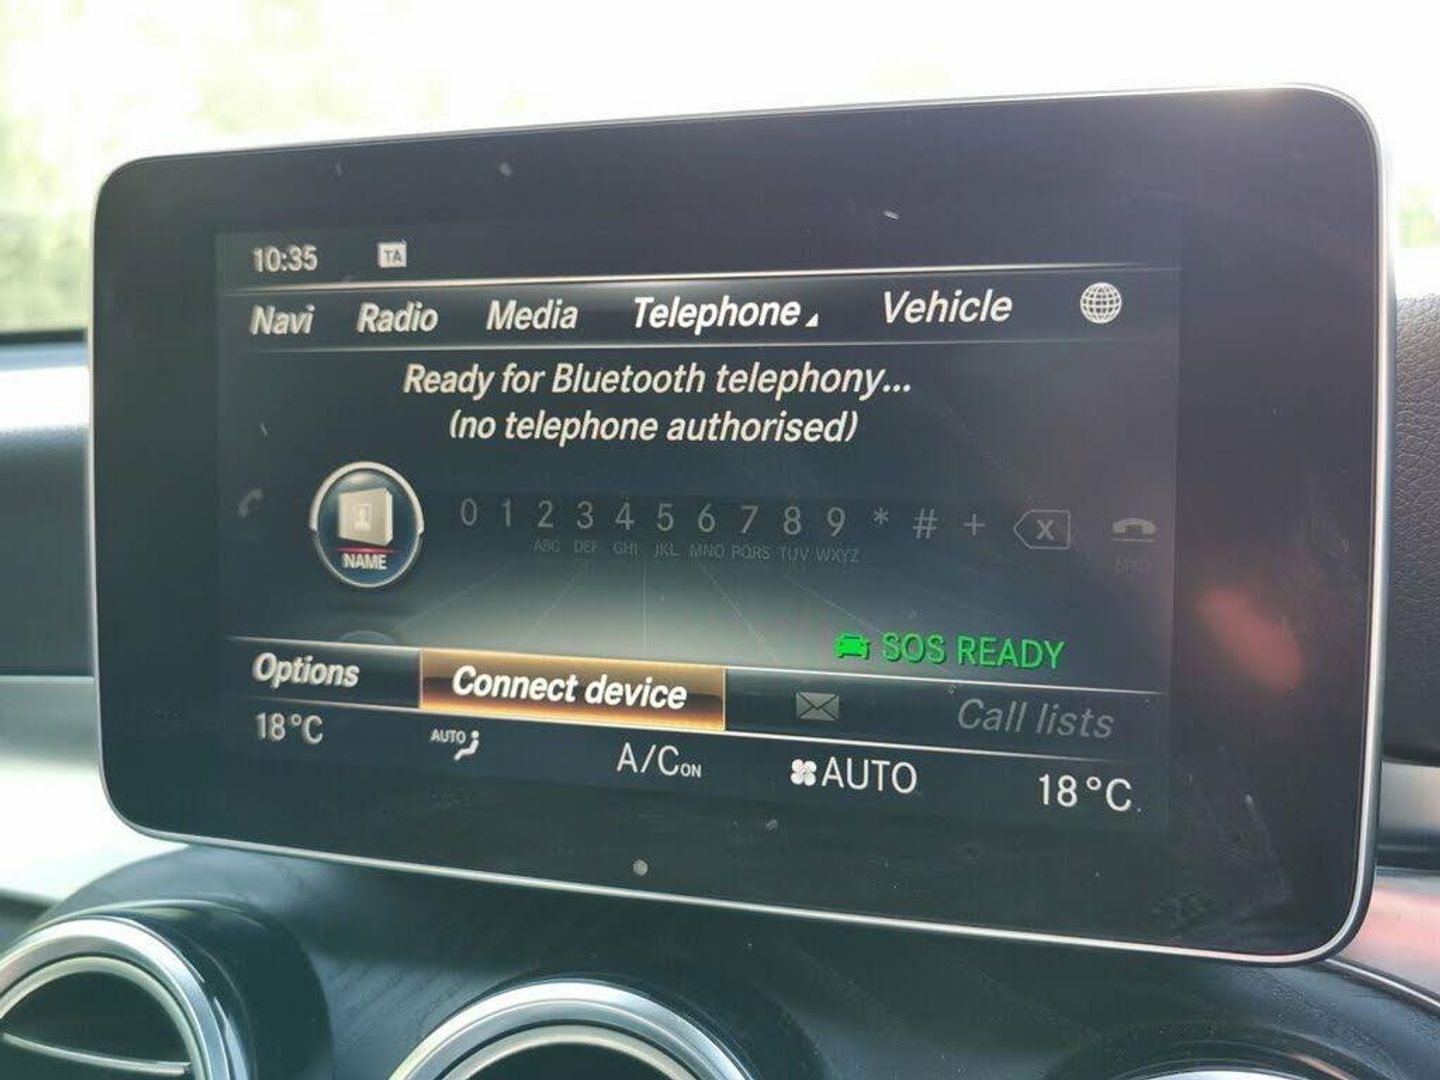 10:35 TA
Navi Radio Media Telephone Vehicle
Ready for Bluetooth telephony...
(no telephone authorised)
NAME
0 1 2 3 4 5 6 7 8 9 * # + X
ABC DEF GHI JKL MNO PQRS TUV WXYZ
SOS READY
Options Connect device Call lists
18°C AUTO A/C ON AUTO 18°C